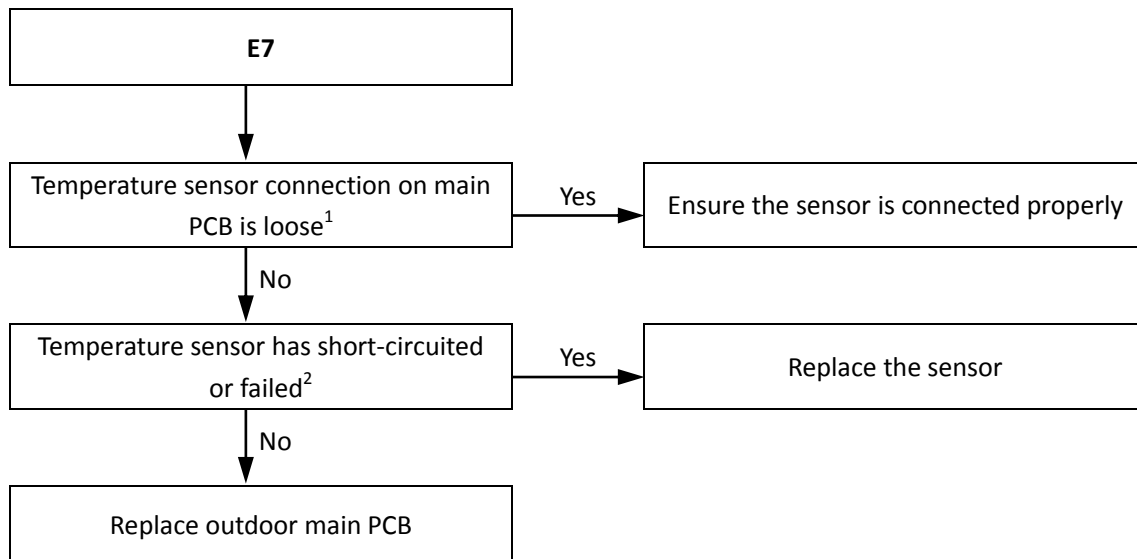 E7
Temperature sensor connection on main
PCB is loose¹
Yes
Ensure the sensor is connected properly
No
Temperature sensor has short-circuited
or failed²
Yes
Replace the sensor
No
Replace outdoor main PCB